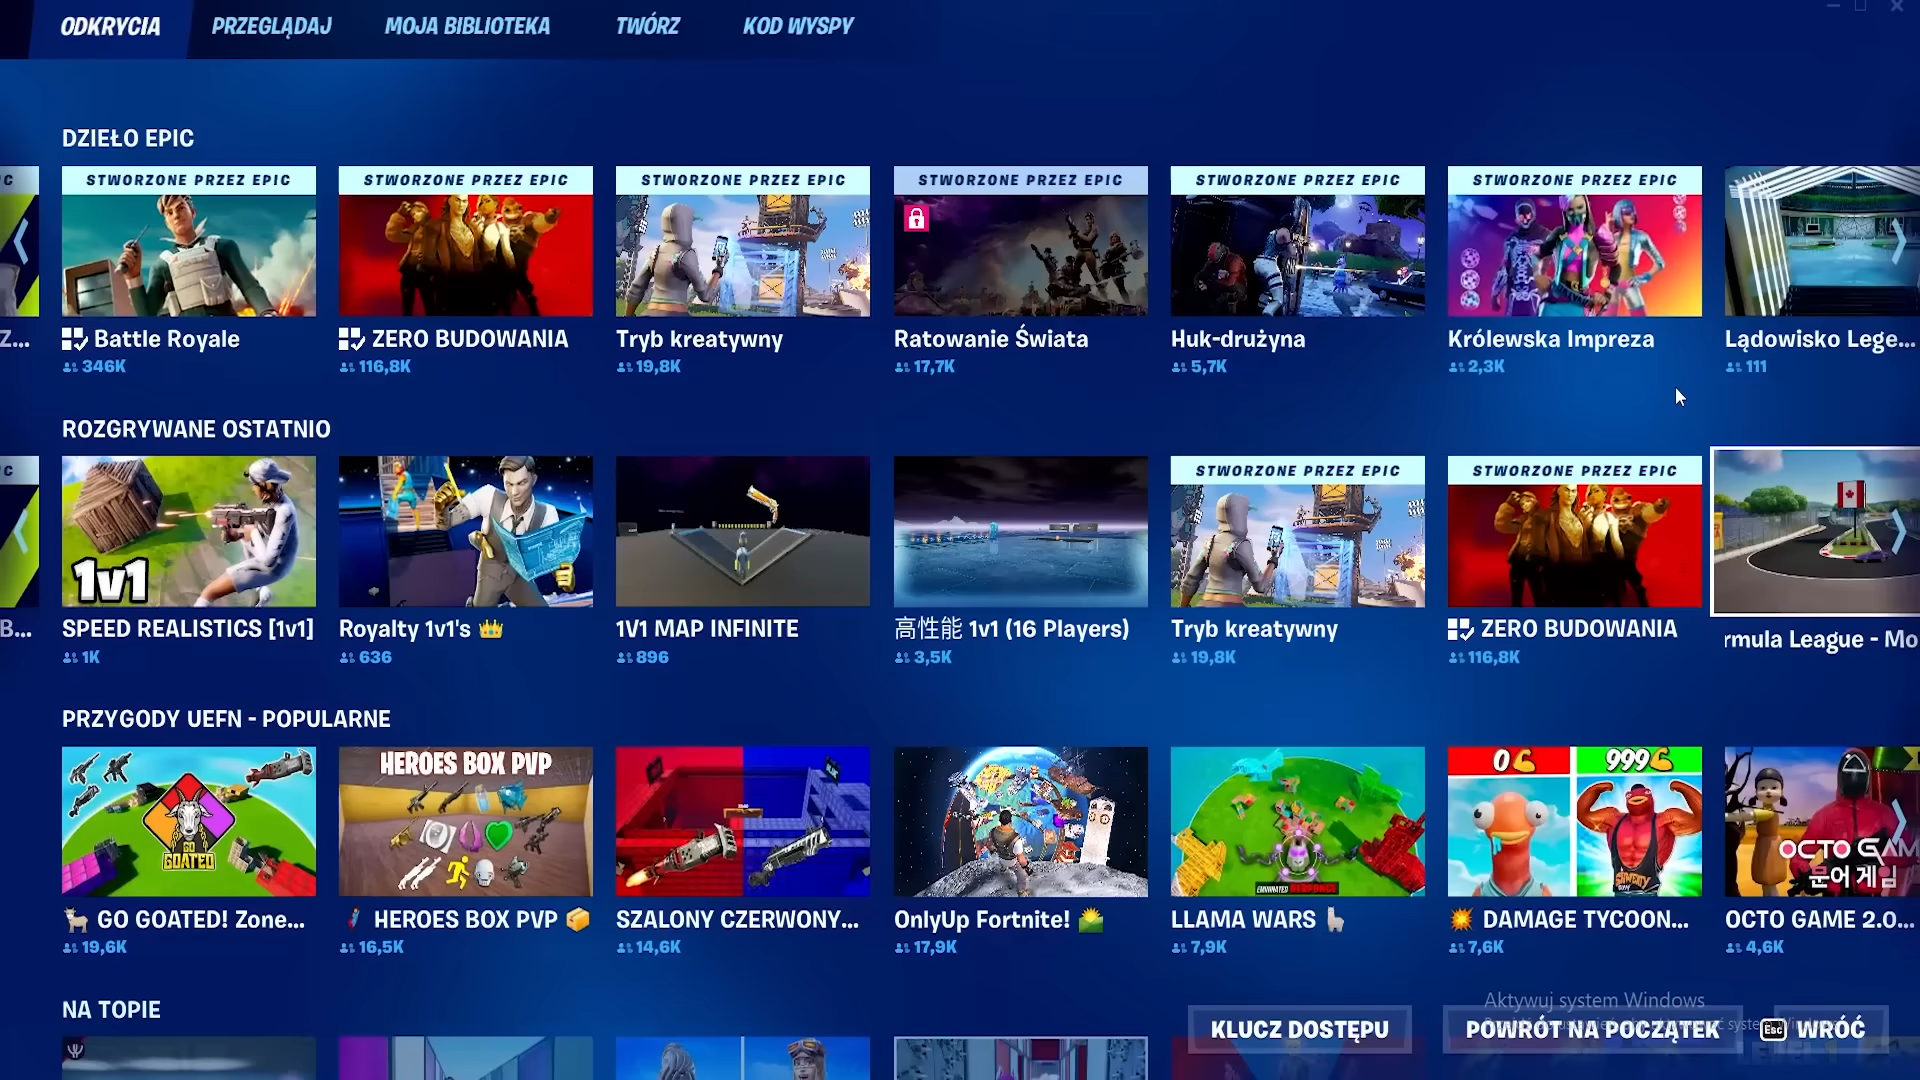 ODKRYCIA PRZEGLĄDAJ MOJA BIBLIOTEKA TWÓRZ KOD WYSPY
DZIEŁO EPIC
C STWORZONE PRZEZ EPIC STWORZONE PRZEZ EPIC STWORZONE PRZEZ EPIC STWORZONE PRZEZ EPIC STWORZONE PRZEZ EPIC STWORZONE PRZEZ EPIC
Z... Battle Royale ZERO BUDOWANIA Tryb kreatywny Ratowanie Świata Huk-drużyna Królewska Impreza Lądowisko Lege...
346K 116,8K 19,8K 17,7K 5,7K 2,3K 111
ROZGRYWANE OSTATNIO
C STWORZONE PRZEZ EPIC STWORZONE PRZEZ EPIC
1v1
B... SPEED REALISTICS [1v1] Royalty 1v1's 👑 1V1 MAP INFINITE 高性能 1v1 (16 Players) Tryb kreatywny ZERO BUDOWANIA rmula League - Mo
1K 636 896 3,5K 19,8K 116,8K
PRZYGODY UEFN - POPULARNE
HEROES BOX PVP 0💪 999💪
GO GOATED OCTO GAM
문어 게임
🐐 GO GOATED! Zone... HEROES BOX PVP 📦 SZALONY CZERWONY... OnlyUp Fortnite! 🌄 LLAMA WARS 🦙 💥 DAMAGE TYCOON... OCTO GAME 2.0...
19,6K 16,5K 14,6K 17,9K 7,9K 7,6K 4,6K
NA TOPIE
Aktywuj system Windows
KLUCZ DOSTĘPU POWRÓT NA POCZĄTEK Esc WRÓĆ